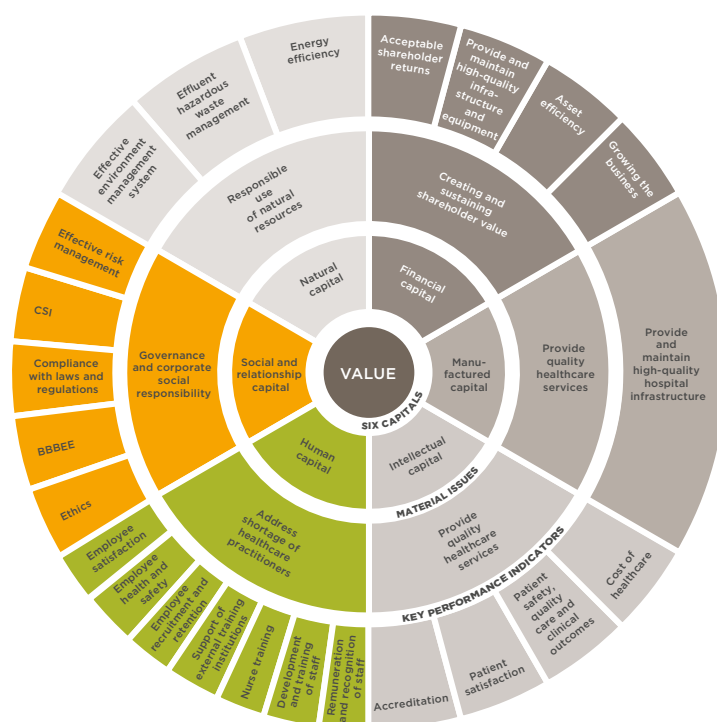 VALUE
SIX CAPITALS
Financial
capital
Manu-
factured
capital
Intellectual
capital
Human
capital
Social and
relationship
capital
Natural
capital
MATERIAL ISSUES
Creating and
sustaining
shareholder value
Provide
quality
healthcare
services
Provide
quality
healthcare
services
Address
shortage of
healthcare
practitioners
Governance
and corporate
social
responsibility
Responsible
use
of natural
resources
KEY PERFORMANCE INDICATORS
Acceptable
shareholder
returns
Provide and
maintain
high-quality
infra-
structure
and
equipment
Asset
efficiency
Growing the
business
Provide
and
maintain
high-quality
hospital
infrastructure
Cost of
healthcare
Patient
safety,
quality
care and
clinical
outcomes
Patient
satisfaction
Accreditation
Remuneration
and recognition
of staff
Development
and training
of staff
Nurse training
Support of
external training
institutions
Employee
recruitment and
retention
Employee
health and
safety
Employee
satisfaction
Ethics
BBBEE
Compliance
with laws and
regulations
CSI
Effective risk
management
Effective
environment
management
system
Effluent
hazardous
waste
management
Energy
efficiency